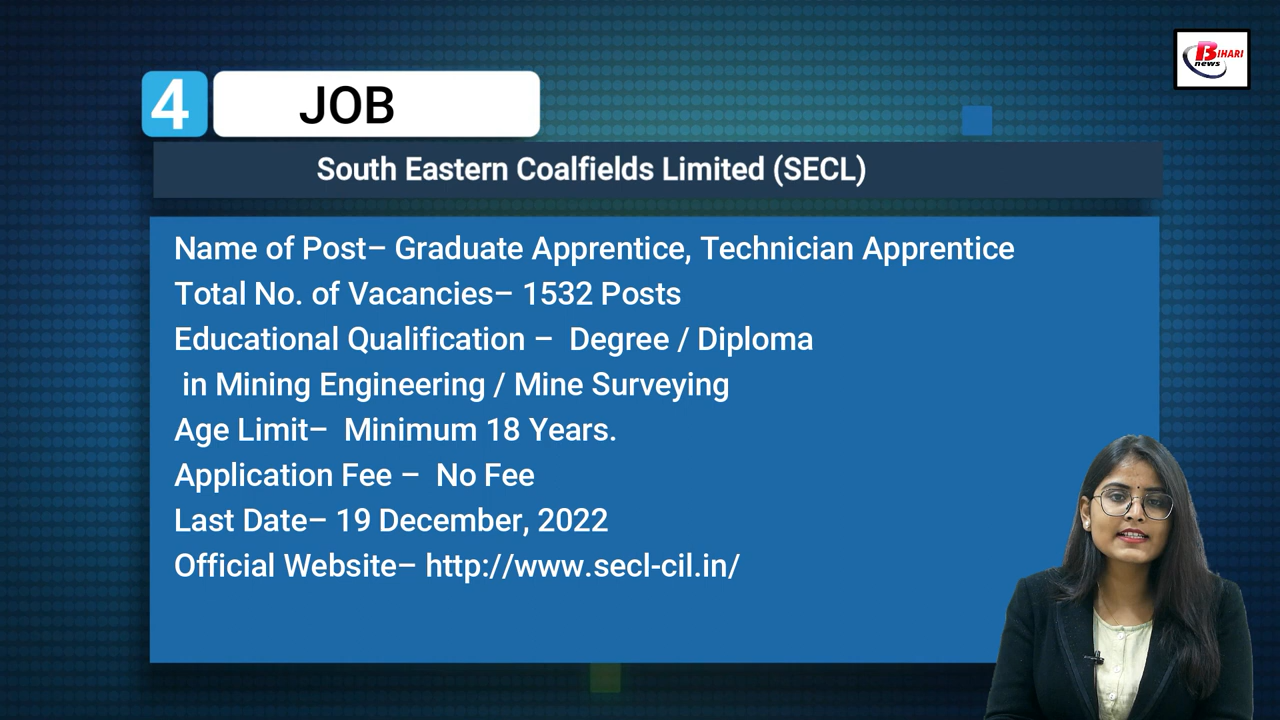 BIHARI
news
4 JOB
South Eastern Coalfields Limited (SECL)
Name of Post– Graduate Apprentice, Technician Apprentice
Total No. of Vacancies– 1532 Posts
Educational Qualification – Degree / Diploma
in Mining Engineering / Mine Surveying
Age Limit– Minimum 18 Years.
Application Fee – No Fee
Last Date– 19 December, 2022
Official Website– http://www.secl-cil.in/